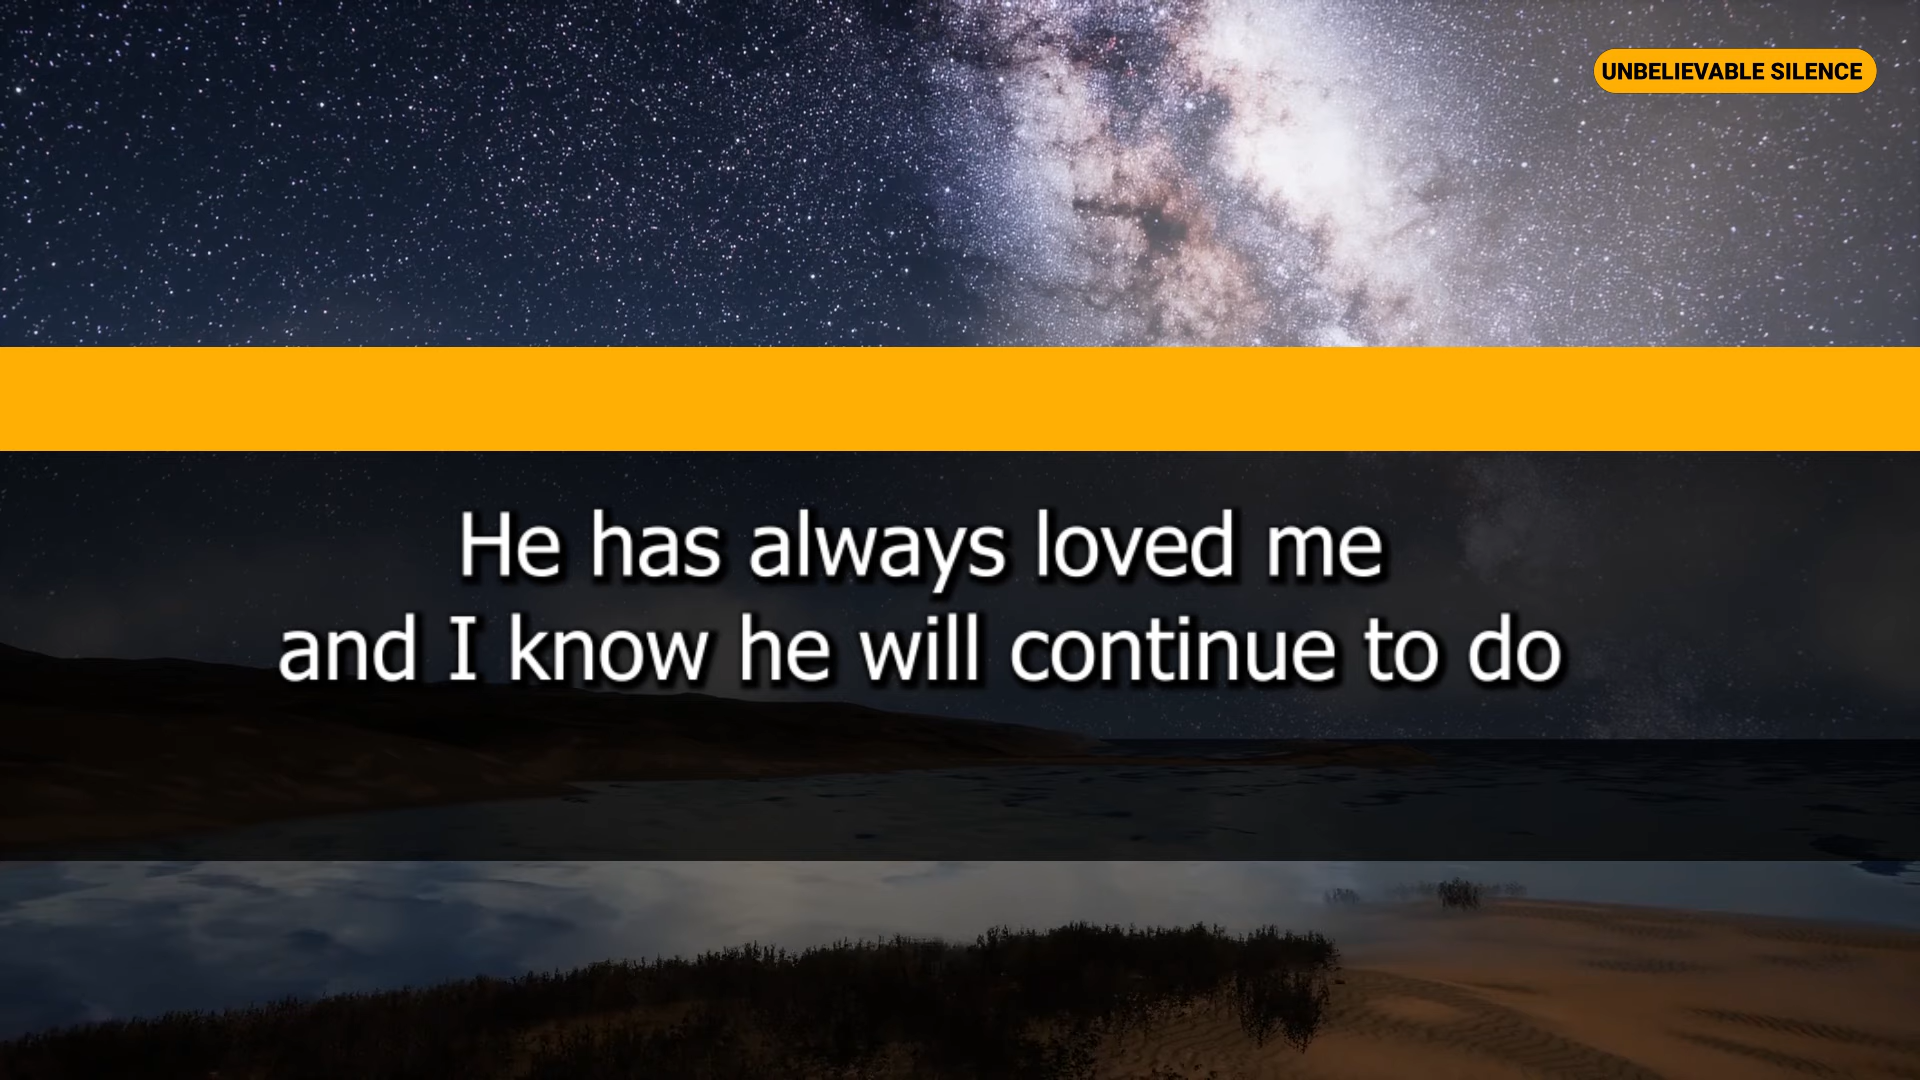 UNBELIEVABLE SILENCE
He has always loved me
and I know he will continue to do